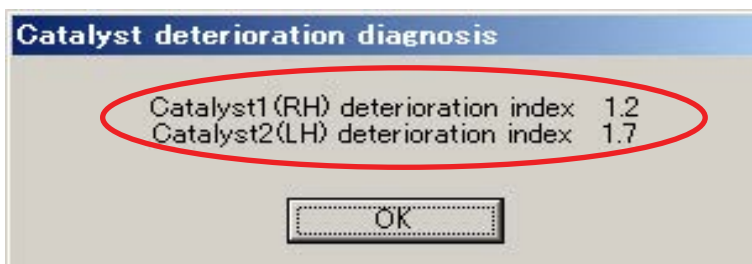 Catalyst deterioration diagnosis
Catalyst1(RH) deterioration index 1.2
Catalyst2(LH) deterioration index 1.7
OK